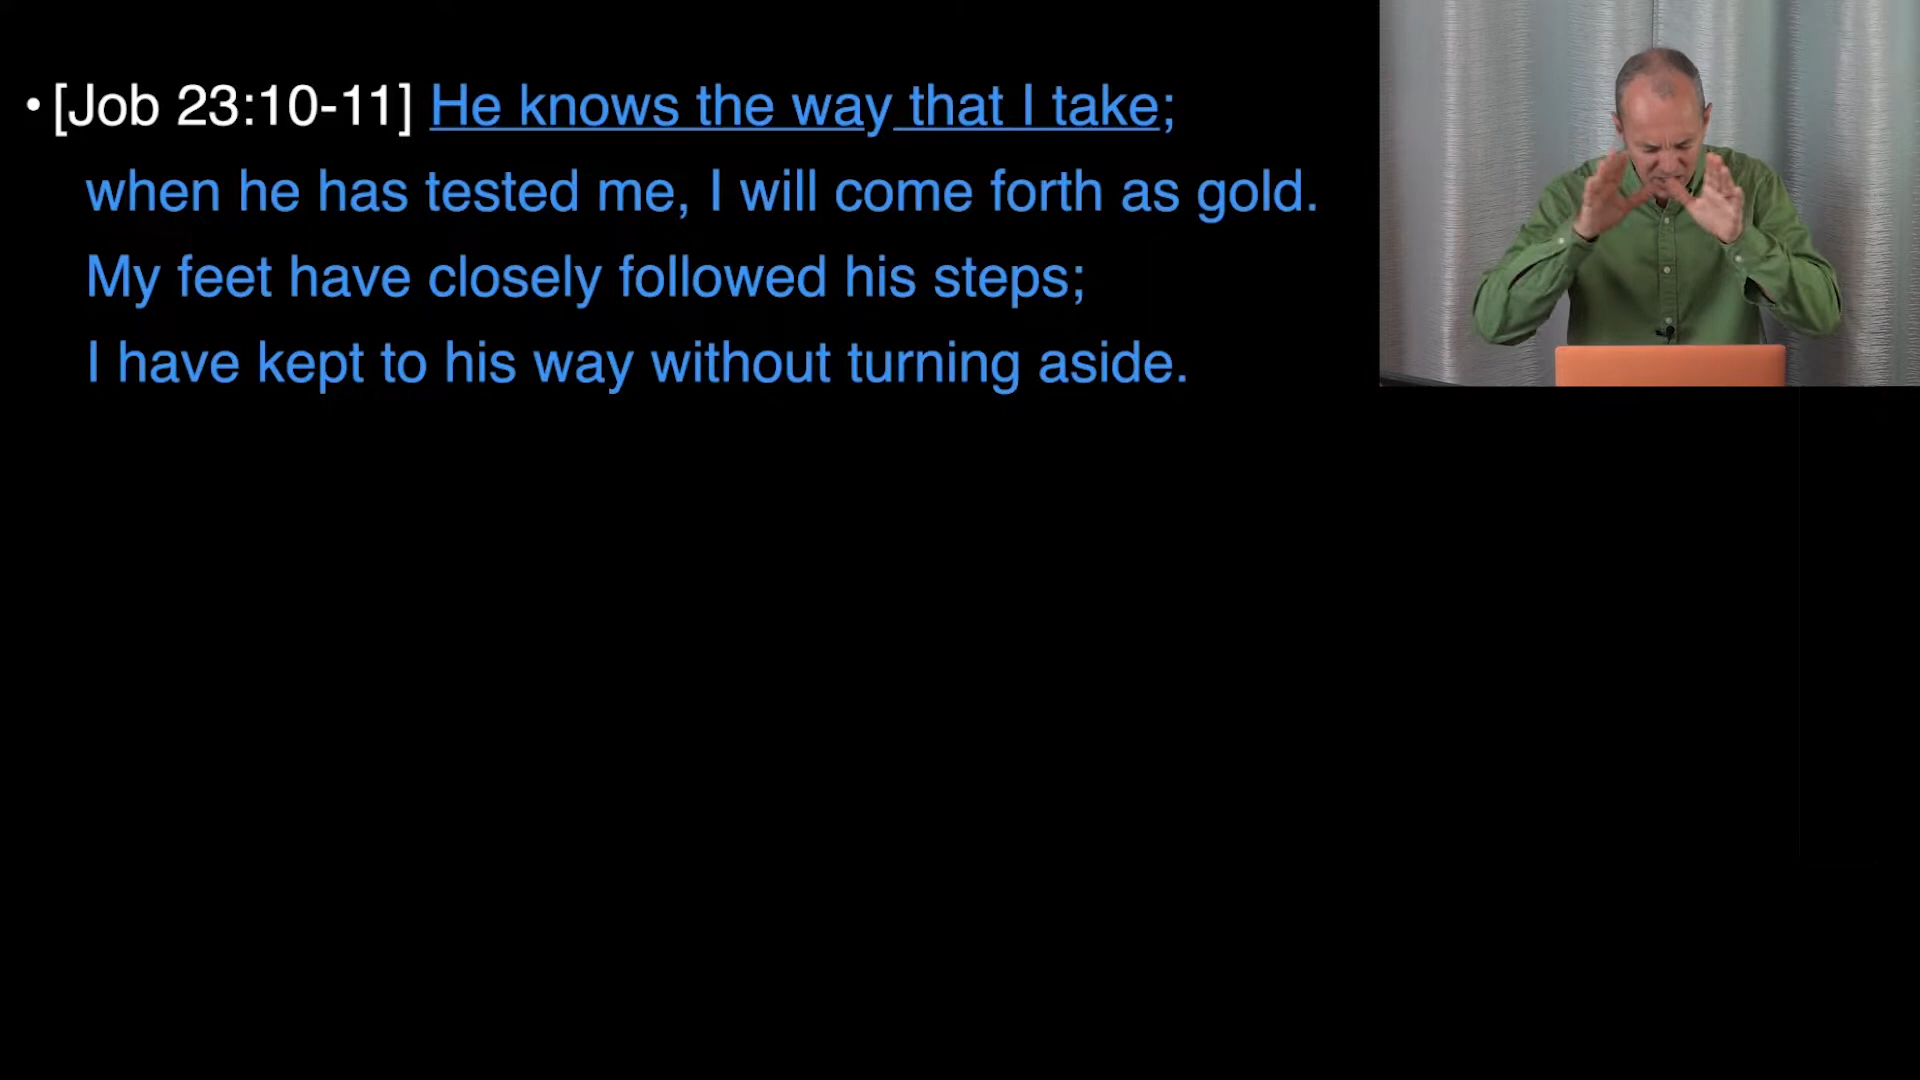 • [Job 23:10-11] He knows the way that I take;
when he has tested me, I will come forth as gold.
My feet have closely followed his steps;
I have kept to his way without turning aside.